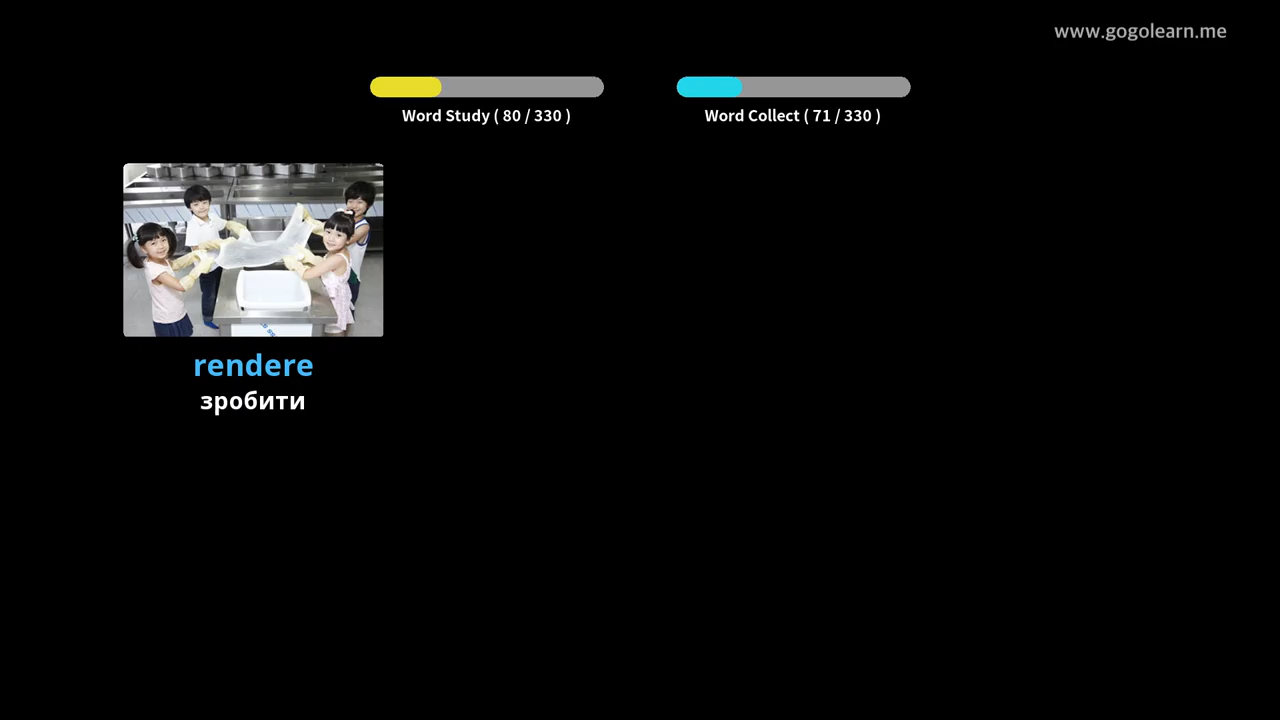 www.gogolearn.me
Word Study ( 80 / 330 )
Word Collect ( 71 / 330 )
rendere
зробити